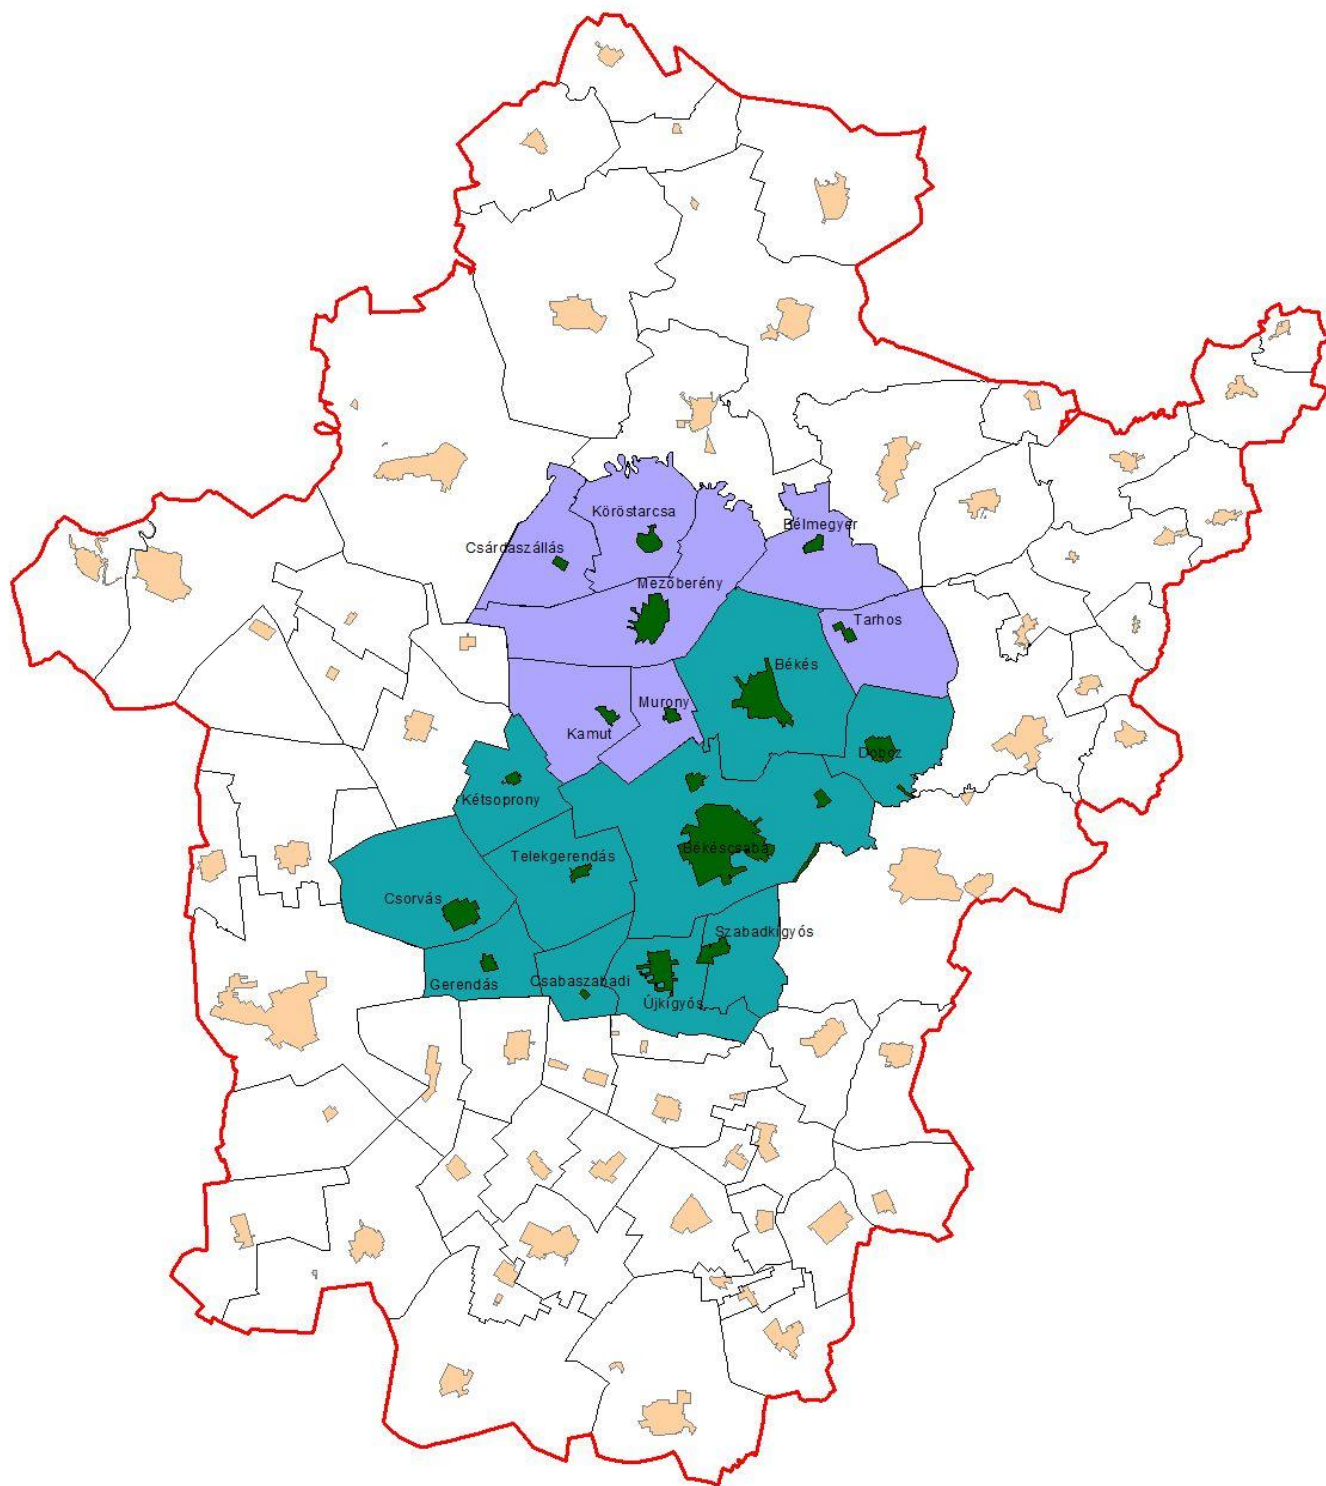 Köröstarcsa
Bélmegyer
Csárdaszállás
Mezőberény
Tarhos
Békés
Murony
Kamut
Doboz
Kétsoprony
Békéscsaba
Telekgerendás
Csorvás
Szabadkígyós
Csabaszabadi
Gerendás
Újkígyós